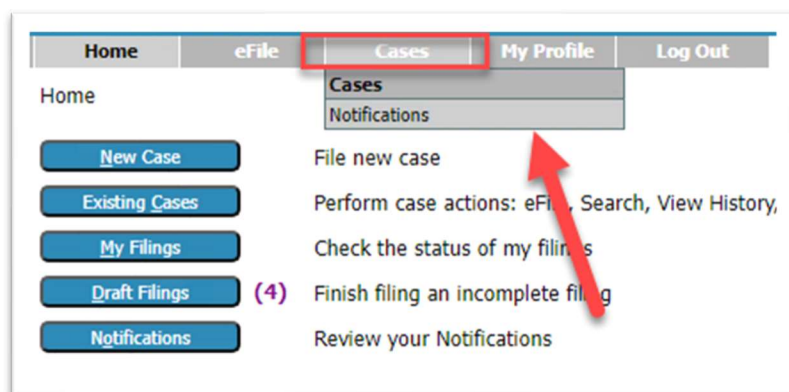 Home eFile Cases My Profile Log Out
Home
Cases
Notifications
New Case File new case
Existing Cases Perform case actions: eFile, Search, View History,
My Filings Check the status of my filings
Draft Filings (4) Finish filing an incomplete filing
Notifications Review your Notifications